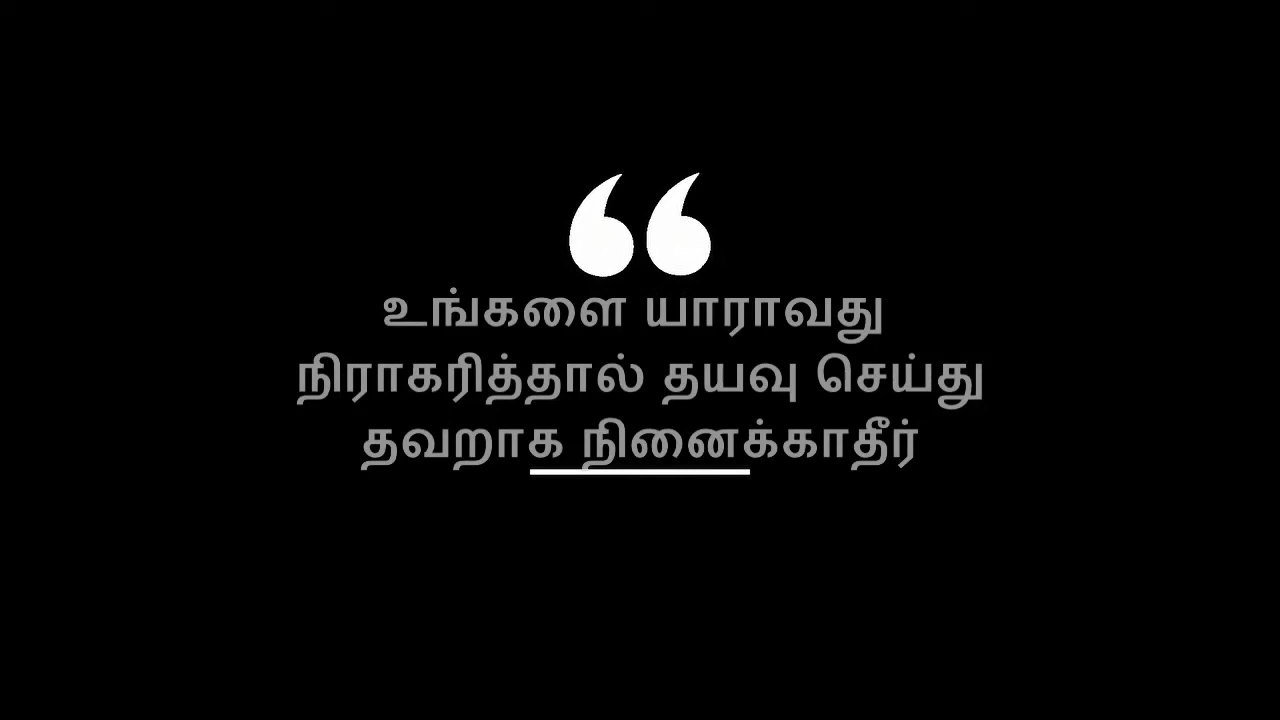 ❝
உங்களை யாராவது
நிராகரித்தால் தயவு செய்து
தவறாக நினைக்காதீர்